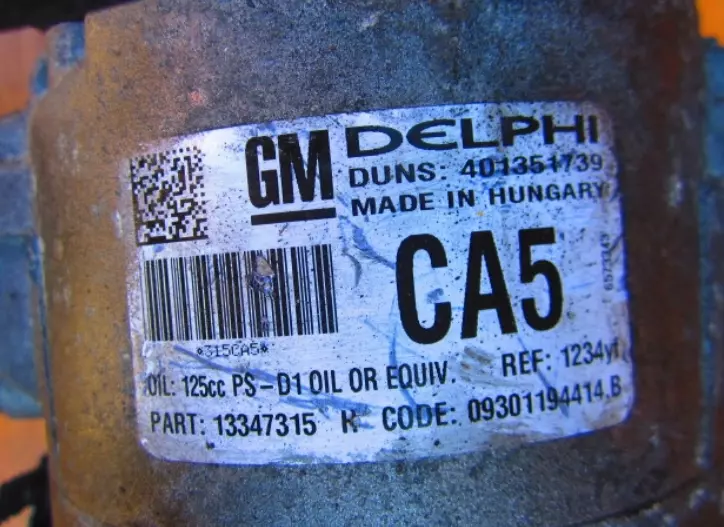 GM DELPHI
DUNS: 401351739
MADE IN HUNGARY
CA5
*315CA5*
OIL: 125cc PS-D1 OIL OR EQUIV. REF: 1234yf
PART: 13347315 R CODE: 09301194414.B